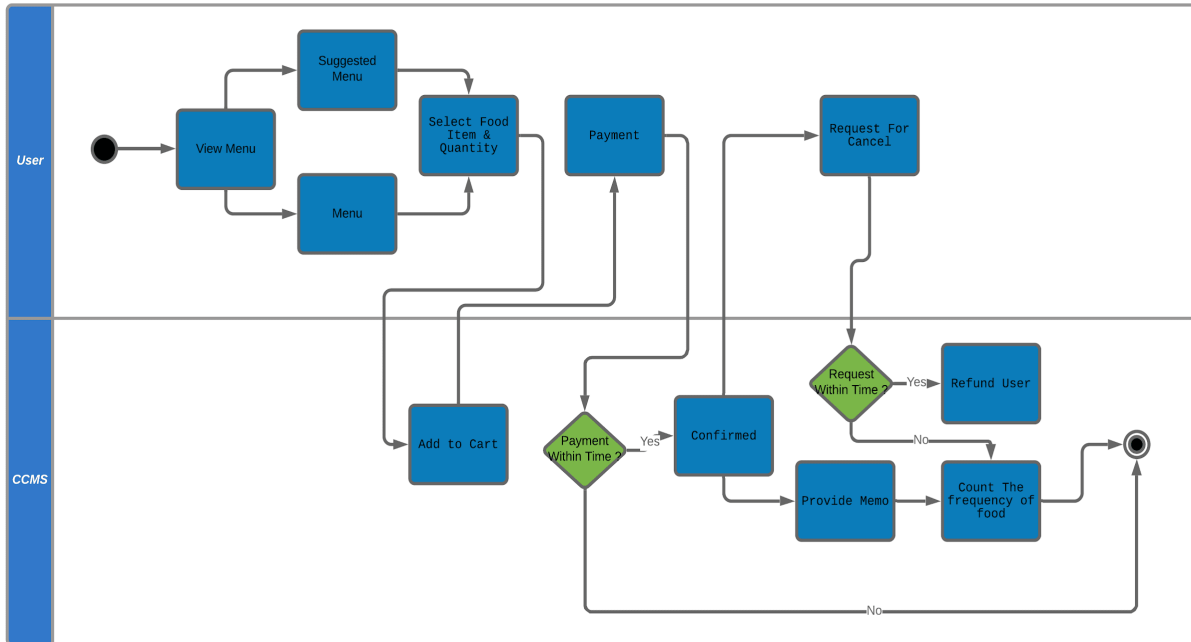 User
Suggested
Menu
View Menu
Menu
Select Food
Item &
Quantity
Payment
Request For
Cancel
CCMS
Add to Cart
Payment
Within Time ?
Yes
Confirmed
Provide Memo
Request
Within Time ?
Yes
Refund User
No
Count The
frequency of
food
No